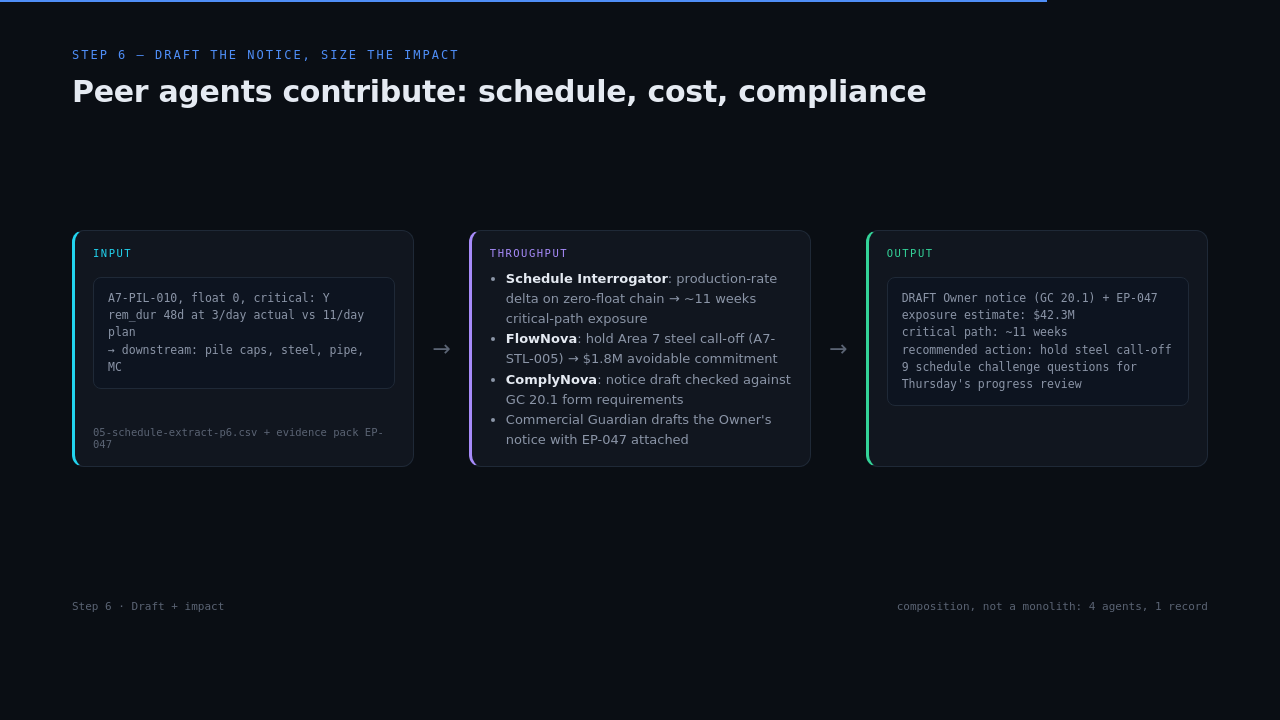 STEP 6 — DRAFT THE NOTICE, SIZE THE IMPACT
Peer agents contribute: schedule, cost, compliance
INPUT
A7-PIL-010, float 0, critical: Y
rem_dur 48d at 3/day actual vs 11/day
plan
→ downstream: pile caps, steel, pipe,
MC
05-schedule-extract-p6.csv + evidence pack EP-
047
→
THROUGHPUT
• Schedule Interrogator: production-rate
delta on zero-float chain → ~11 weeks
critical-path exposure
• FlowNova: hold Area 7 steel call-off (A7-
STL-005) → $1.8M avoidable commitment
• ComplyNova: notice draft checked against
GC 20.1 form requirements
• Commercial Guardian drafts the Owner's
notice with EP-047 attached
→
OUTPUT
DRAFT Owner notice (GC 20.1) + EP-047
exposure estimate: $42.3M
critical path: ~11 weeks
recommended action: hold steel call-off
9 schedule challenge questions for
Thursday's progress review
Step 6 · Draft + impact
composition, not a monolith: 4 agents, 1 record